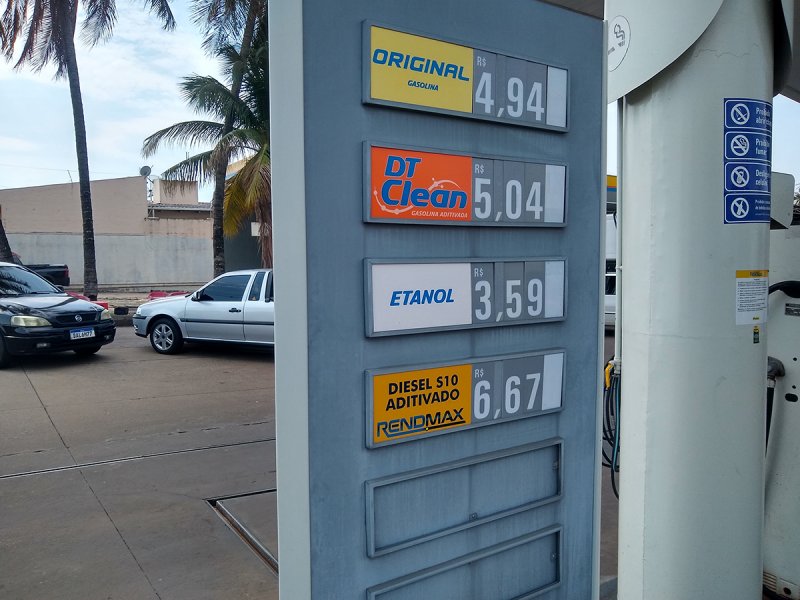 ORIGINAL
GASOLINA
R$
4,94
DT
Clean
GASOLINA ADITIVADA
R$
5,04
ETANOL
R$
3,59
DIESEL S10
ADITIVADO
RENDMAX
R$
6,67